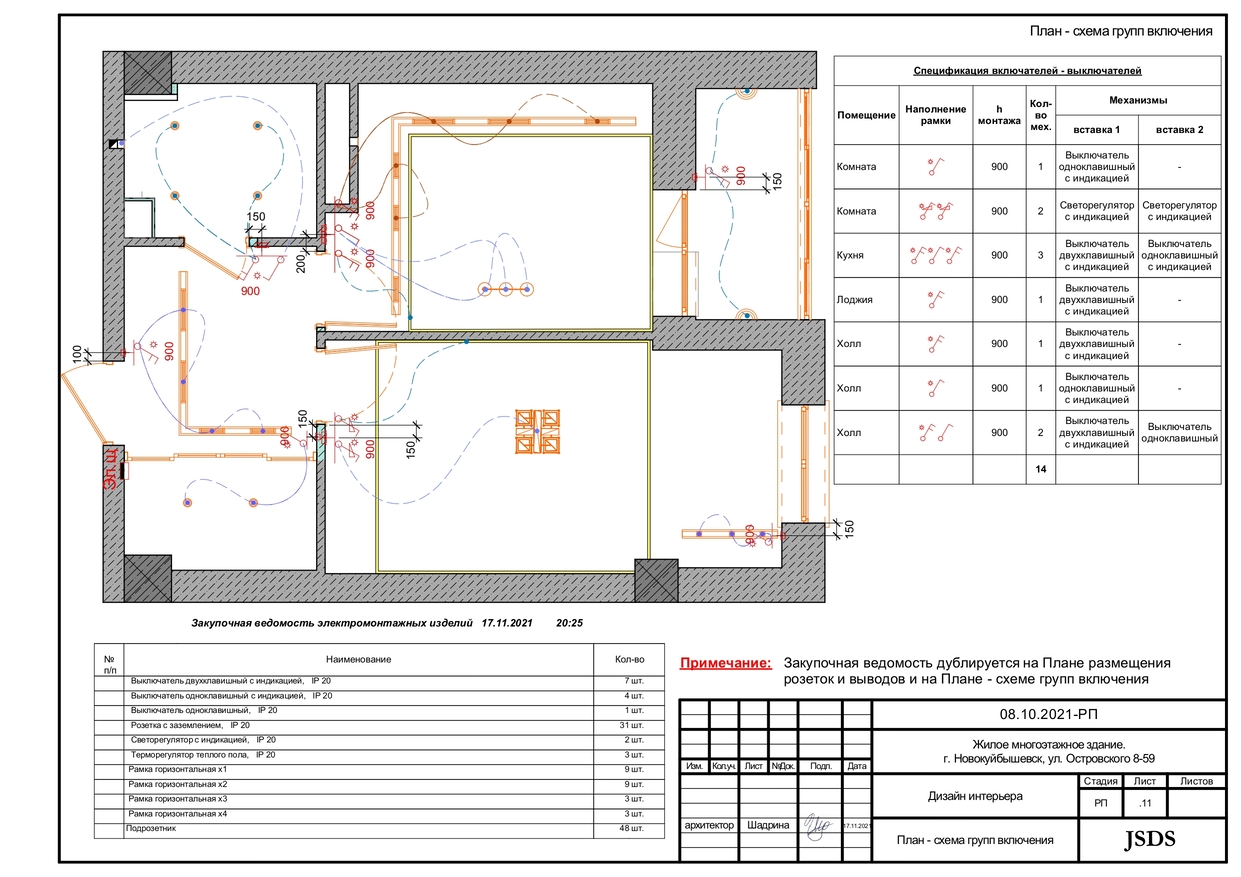 План - схема групп включения
Спецификация включателей - выключателей
Помещение
Наполнение
рамки
h
монтажа
Кол-
во
мех.
Механизмы
вставка 1
вставка 2
Комната
900
1
Выключатель
одноклавишный
с индикацией
-
Комната
900
2
Светорегулятор
с индикацией
Светорегулятор
с индикацией
Кухня
900
3
Выключатель
двухклавишный
с индикацией
Выключатель
одноклавишный
с индикацией
Лоджия
900
1
Выключатель
двухклавишный
с индикацией
-
Холл
900
1
Выключатель
двухклавишный
с индикацией
-
Холл
900
1
Выключатель
одноклавишный
с индикацией
-
Холл
900
2
Выключатель
двухклавишный
с индикацией
Выключатель
одноклавишный
14
150
900
200
900
900
900
150
100
900
Эл.Щ.
900
150
900
150
900
150
Закупочная ведомость электромонтажных изделий 17.11.2021 20:25
№
п/п
Наименование
Кол-во
Выключатель двухклавишный с индикацией, IP 20
7 шт.
Выключатель одноклавишный с индикацией, IP 20
4 шт.
Выключатель одноклавишный, IP 20
1 шт.
Розетка с заземлением, IP 20
31 шт.
Светорегулятор с индикацией, IP 20
2 шт.
Терморегулятор теплого пола, IP 20
3 шт.
Рамка горизонтальная х1
9 шт.
Рамка горизонтальная х2
9 шт.
Рамка горизонтальная х3
3 шт.
Рамка горизонтальная х4
3 шт.
Подрозетник
48 шт.
Примечание: Закупочная ведомость дублируется на Плане размещения
розеток и выводов и на Плане - схеме групп включения
08.10.2021-РП
Жилое многоэтажное здание.
г. Новокуйбышевск, ул. Островского 8-59
Изм.
Кол.уч.
Лист
№Док.
Подп.
Дата
Дизайн интерьера
Стадия
Лист
Листов
РП
.11
архитектор
Шадрина
17.11.2021
План - схема групп включения
JSDS